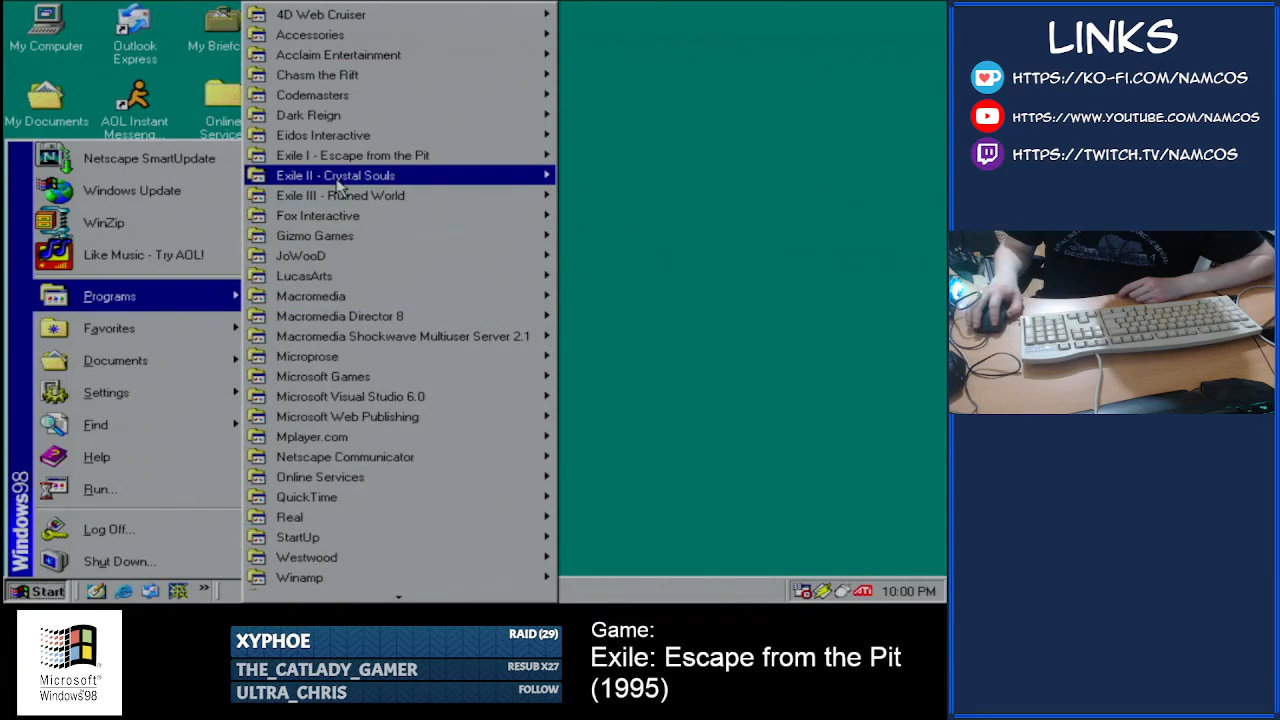 My Computer
Outlook
Express
My Briefc
My Documents
AOL Instant
Messeng...
Online
Service
Netscape SmartUpdate
Windows Update
WinZip
Like Music - Try AOL!
Programs
Favorites
Documents
Settings
Find
Help
Run...
Log Off...
Shut Down...
Windows98
4D Web Cruiser
Accessories
Acclaim Entertainment
Chasm the Rift
Codemasters
Dark Reign
Eidos Interactive
Exile I - Escape from the Pit
Exile II - Crystal Souls
Exile III - Ruined World
Fox Interactive
Gizmo Games
JoWooD
LucasArts
Macromedia
Macromedia Director 8
Macromedia Shockwave Multiuser Server 2.1
Microprose
Microsoft Games
Microsoft Visual Studio 6.0
Microsoft Web Publishing
Mplayer.com
Netscape Communicator
Online Services
QuickTime
Real
StartUp
Westwood
Winamp
Start
»
ATI
10:00 PM
LINKS
HTTPS://KO-FI.COM/NAMCOS
HTTPS://WWW.YOUTUBE.COM/NAMCOS
HTTPS://TWITCH.TV/NAMCOS
Microsoft
Windows98
XYPHOE RAID (29)
THE_CATLADY_GAMER RESUB X27
ULTRA_CHRIS FOLLOW
Game:
Exile: Escape from the Pit
(1995)